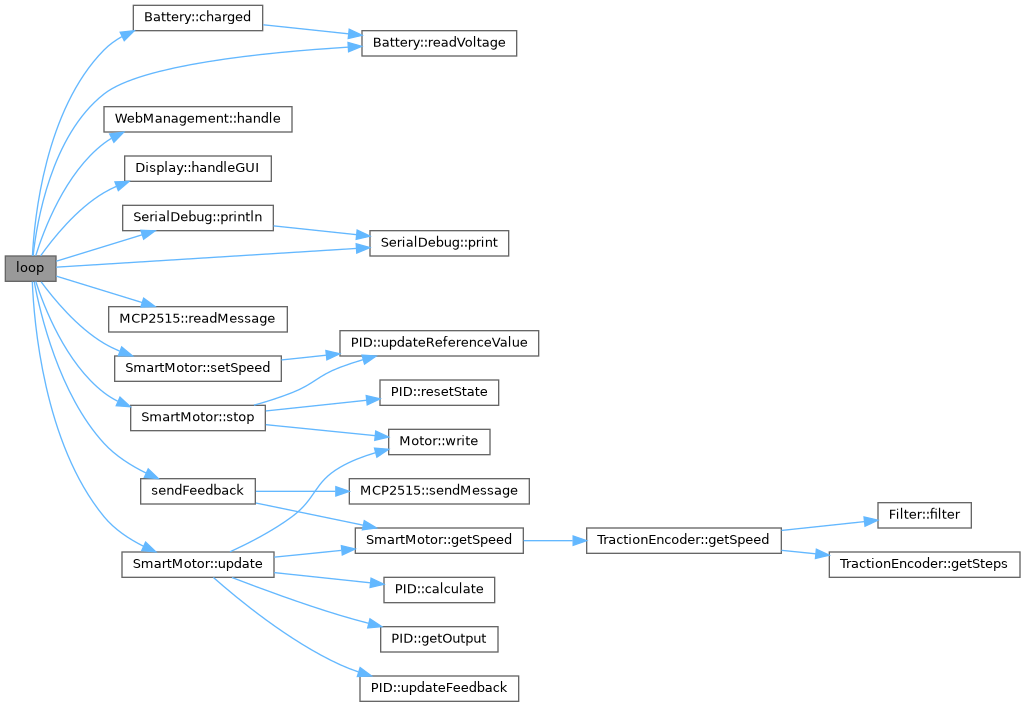 Battery::charged
Battery::readVoltage
WebManagement::handle
Display::handleGUI
SerialDebug::println
SerialDebug::print
loop
MCP2515::readMessage
PID::updateReferenceValue
SmartMotor::setSpeed
PID::resetState
SmartMotor::stop
Motor::write
sendFeedback
MCP2515::sendMessage
Filter::filter
SmartMotor::getSpeed
TractionEncoder::getSpeed
SmartMotor::update
TractionEncoder::getSteps
PID::calculate
PID::getOutput
PID::updateFeedback